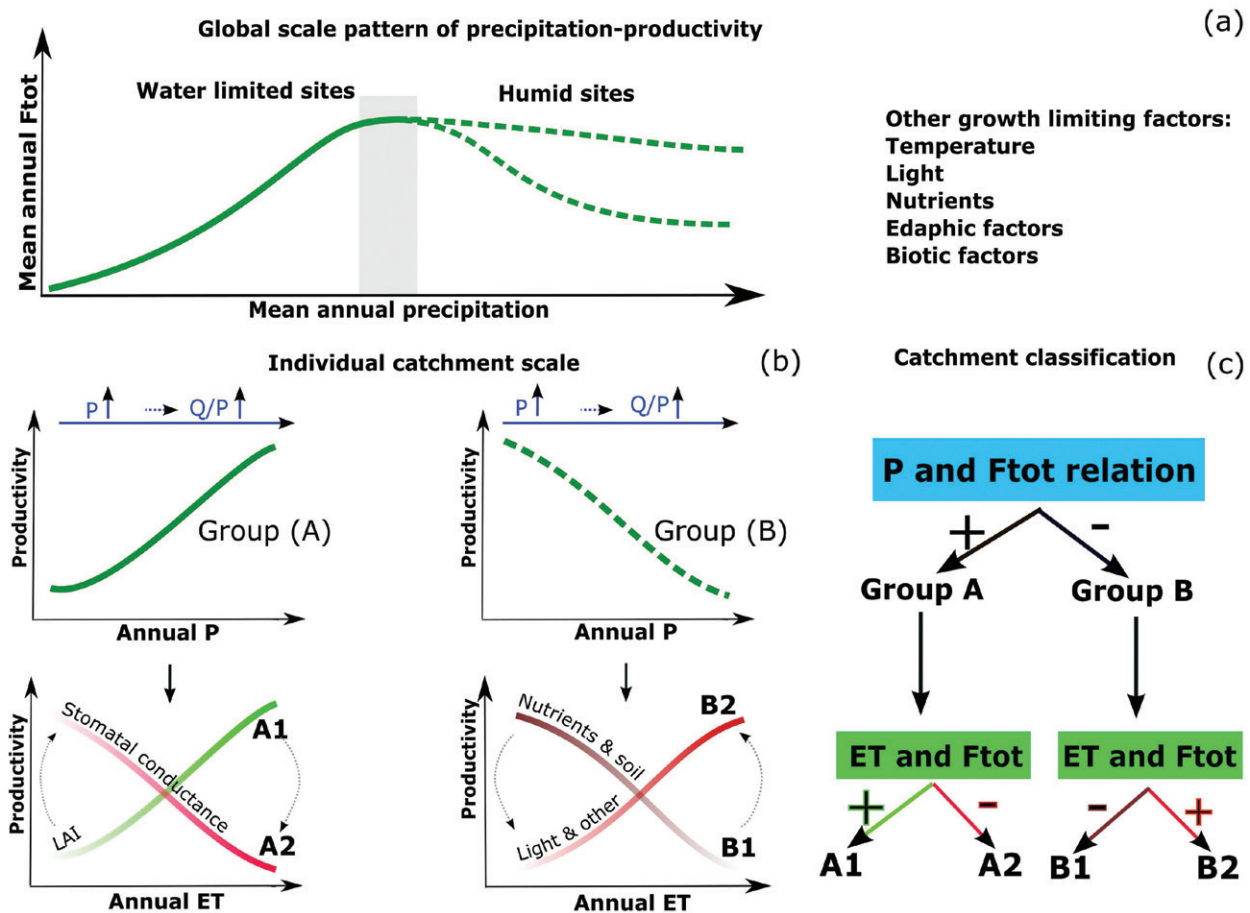 (a)
Global scale pattern of precipitation-productivity
Water limited sites
Humid sites
Mean annual Ftot
Mean annual precipitation
Other growth limiting factors:
Temperature
Light
Nutrients
Edaphic factors
Biotic factors
Individual catchment scale
(b)
P
Q/P
Productivity
Group (A)
Annual P
P
Q/P
Productivity
Group (B)
Annual P
Productivity
Stomatal conductance
LAI
A1
A2
Annual ET
Productivity
Nutrients & soil
Light & other
B2
B1
Annual ET
Catchment classification
(c)
P and Ftot relation
+
-
Group A
Group B
ET and Ftot
ET and Ftot
+
-
-
+
A1
A2
B1
B2